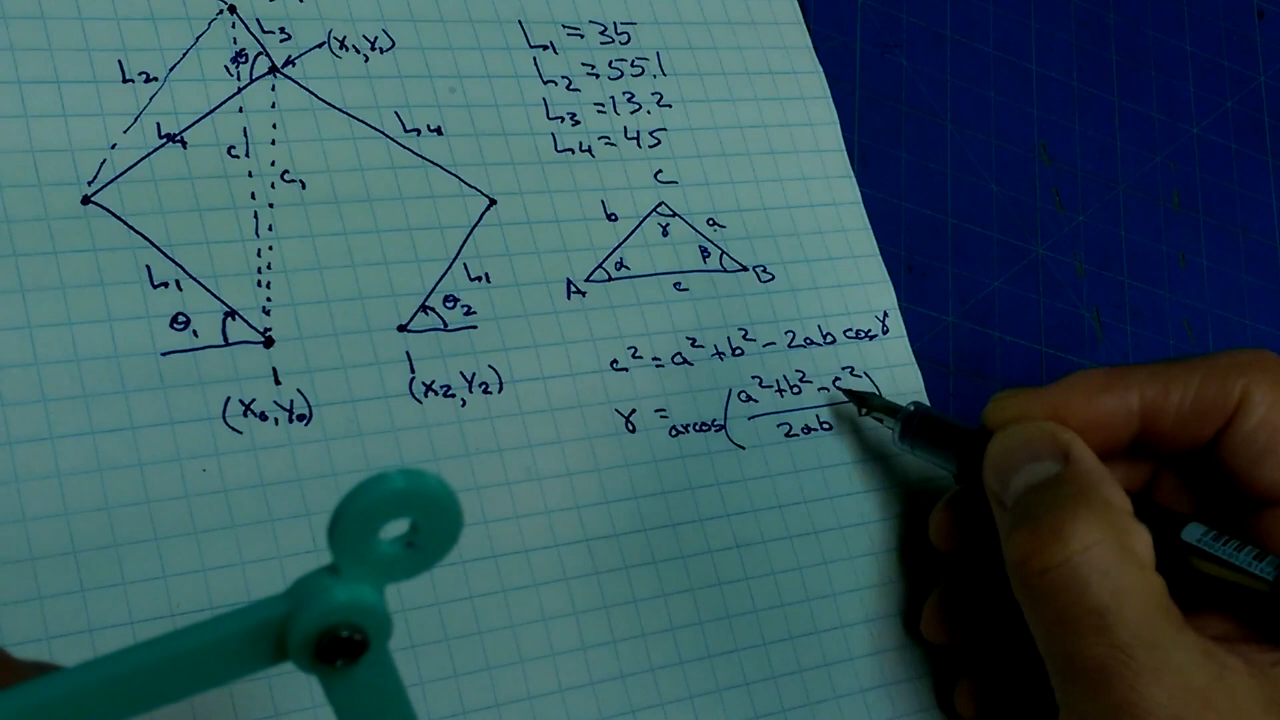 L3
(X1,Y1)
L2
135
L4
L4
C
C1
L1
L1
θ1
θ2
(X0,Y0)
(X2,Y2)
L1 = 35
L2 = 55.1
L3 = 13.2
L4 = 45
C
b
γ
a
α
β
A
c
B
c² = a² + b² - 2ab cos γ
γ = arcos(a² + b² - c² / 2ab)